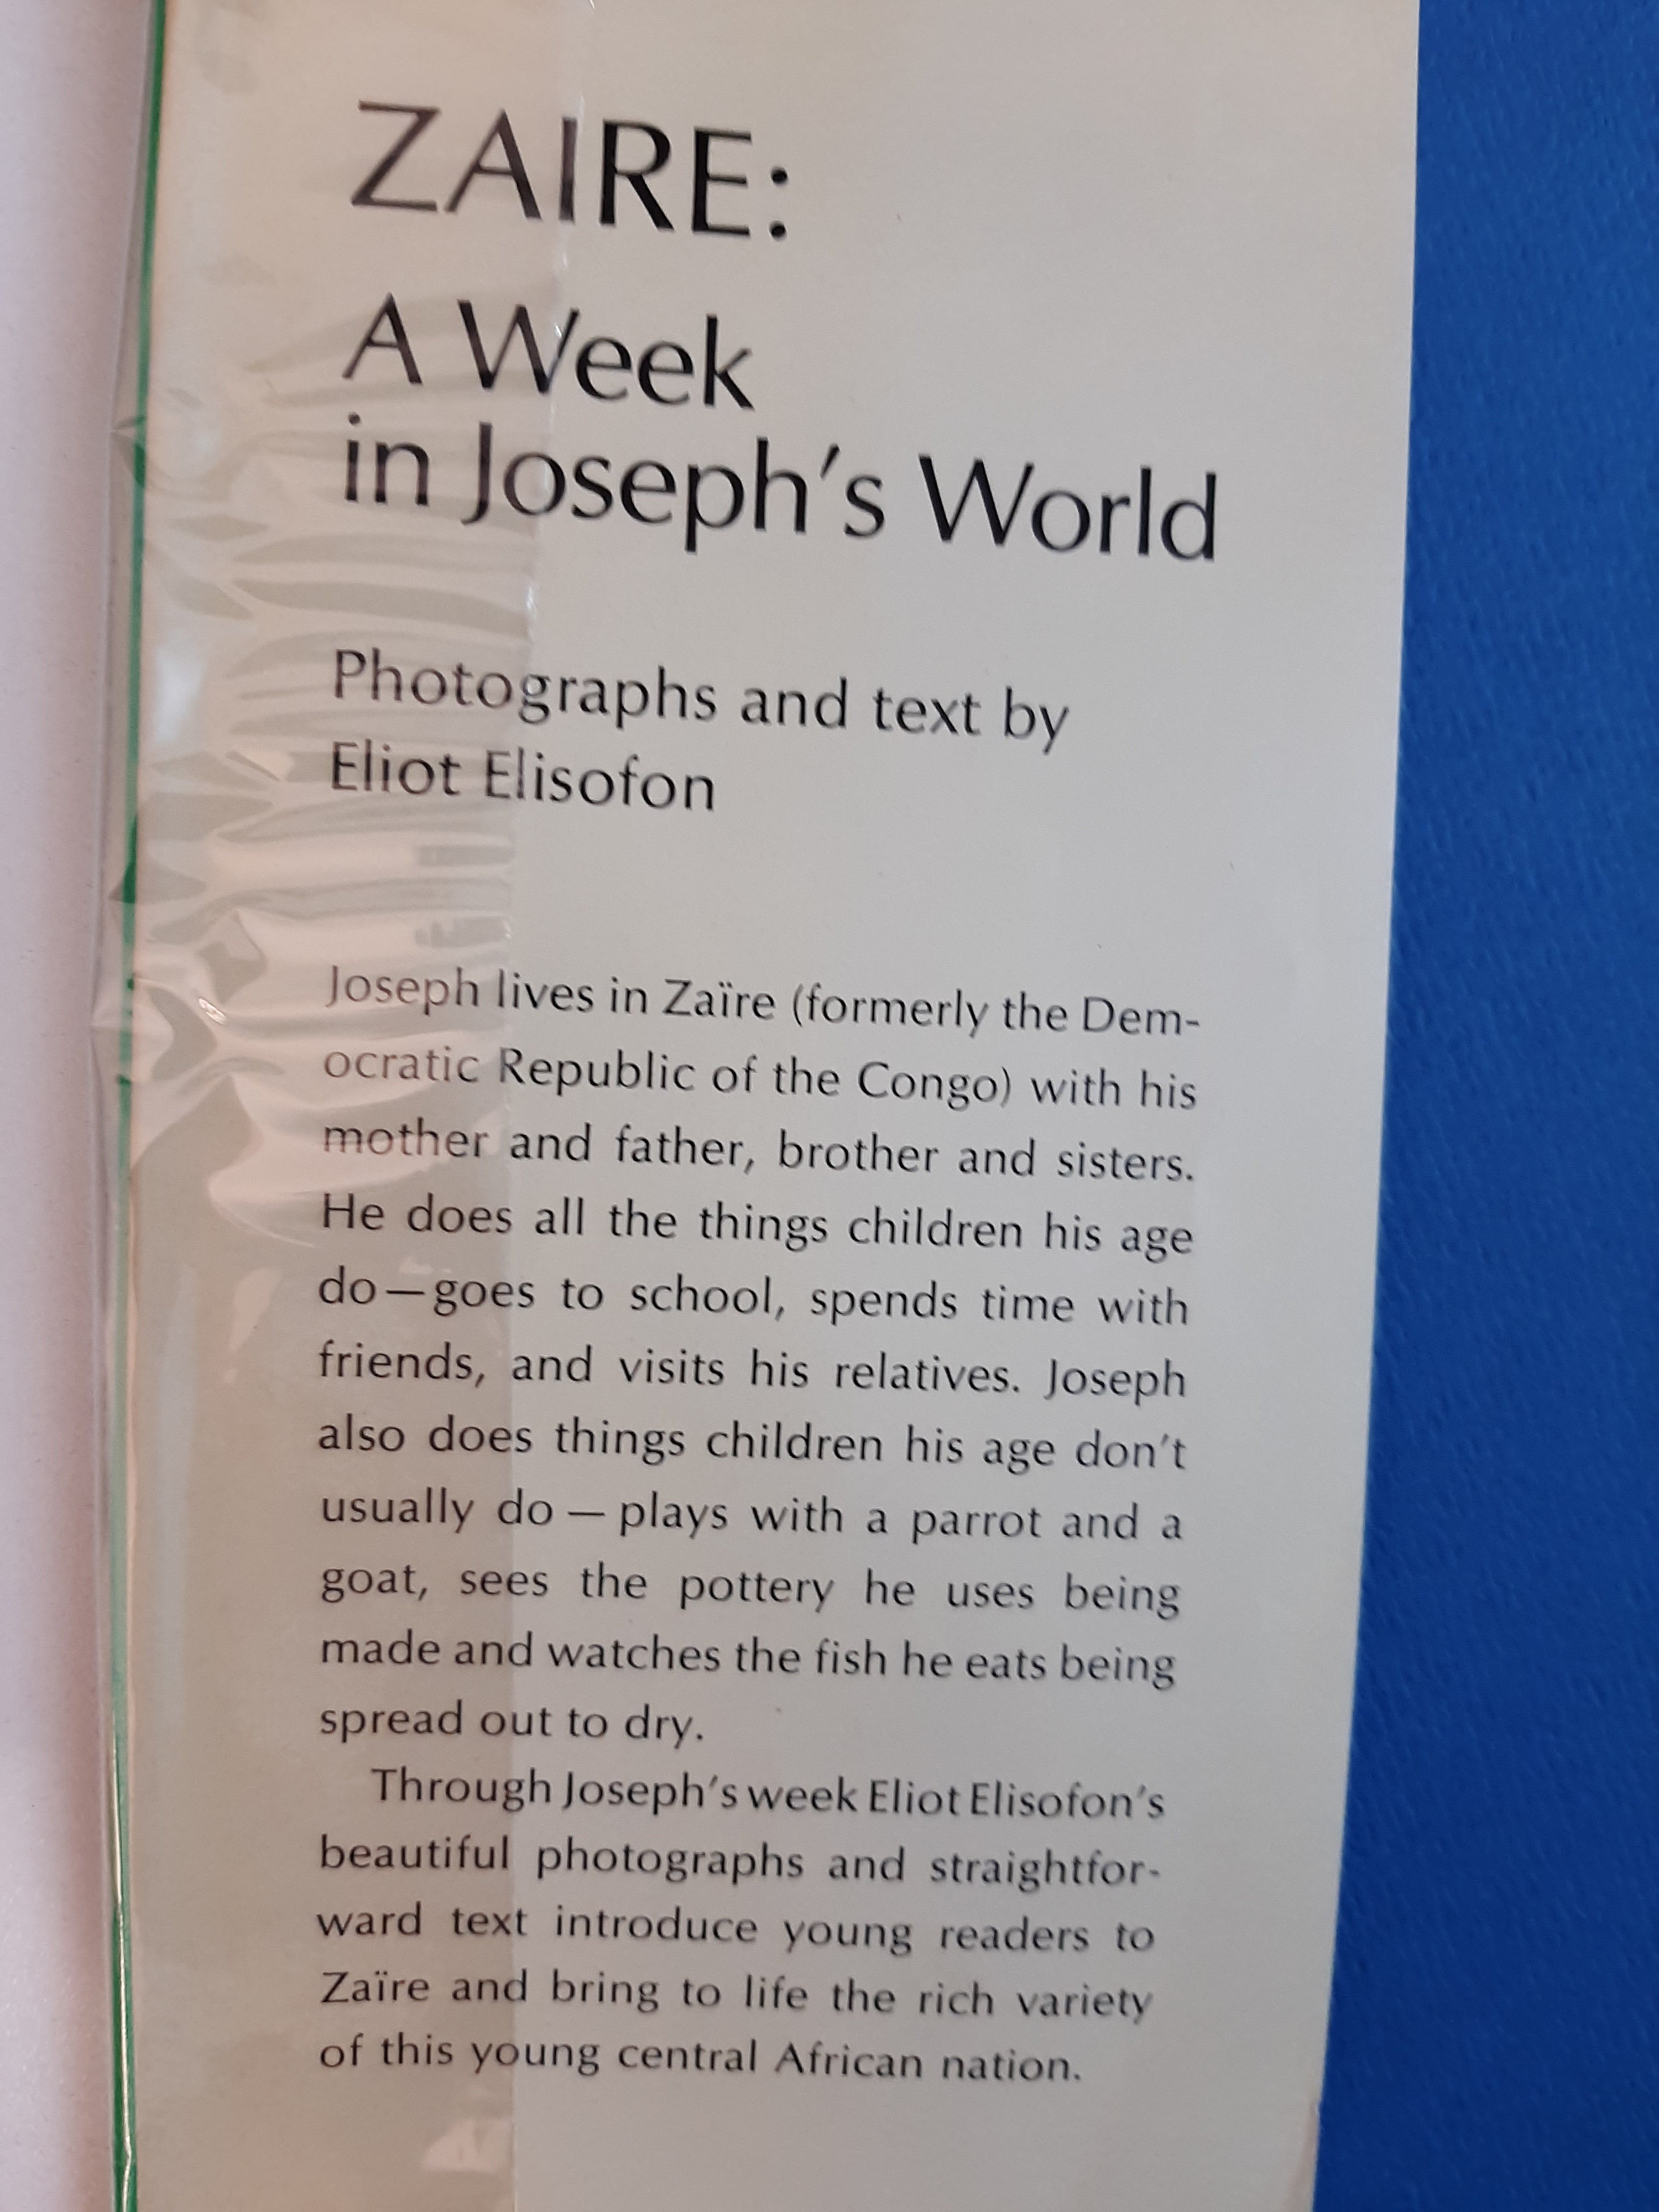 ZAIRE:
A Week
in Joseph's World
Photographs and text by
Eliot Elisofon
Joseph lives in Zaïre (formerly the Dem-
ocratic Republic of the Congo) with his
mother and father, brother and sisters.
He does all the things children his age
do—goes to school, spends time with
friends, and visits his relatives. Joseph
also does things children his age don't
usually do — plays with a parrot and a
goat, sees the pottery he uses being
made and watches the fish he eats being
spread out to dry.
Through Joseph's week Eliot Elisofon's
beautiful photographs and straightfor-
ward text introduce young readers to
Zaïre and bring to life the rich variety
of this young central African nation.